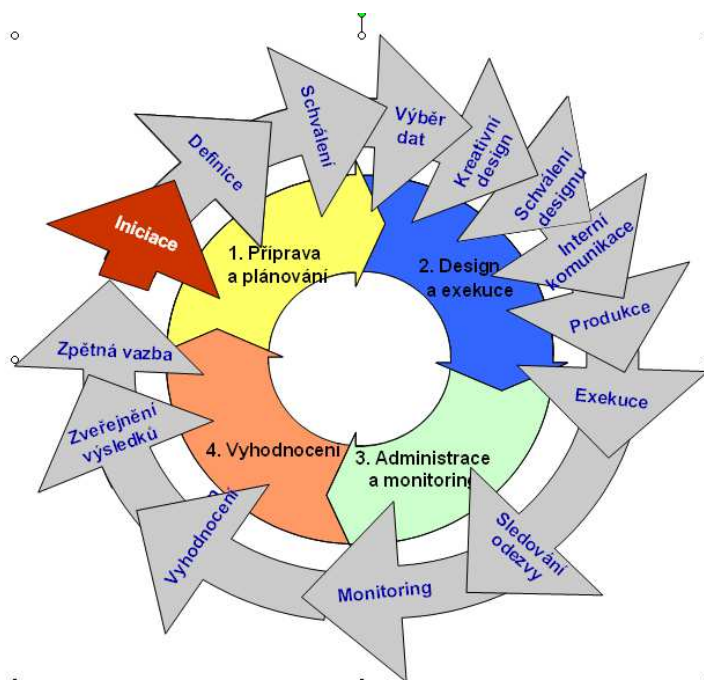 Iniciace
Definice
Schválení
Výběr
dat
Kreativní
design
Schválení
designu
Interní
komunikace
Produkce
Exekuce
Sledování
odezvy
Monitoring
Vyhodnocení
Zveřejnění
výsledků
Zpětná vazba
1. Příprava
a plánování
2. Design
a exekuce
3. Administrace
a monitoring
4. Vyhodnocení